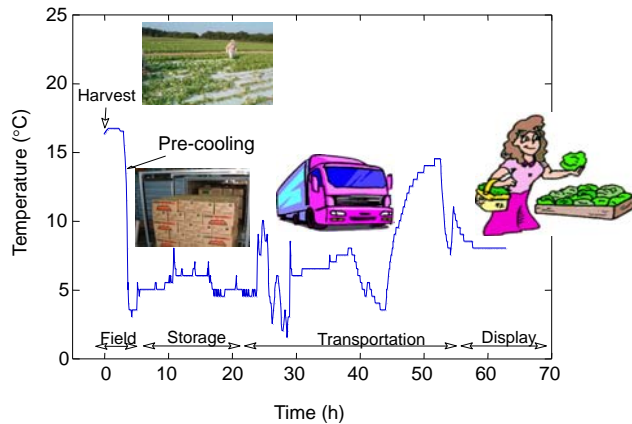 25
20
Harvest
Pre-cooling
15
10
5
0
Temperature (°C)
Field
Storage
Transportation
Display
0
10
20
30
40
50
60
70
Time (h)